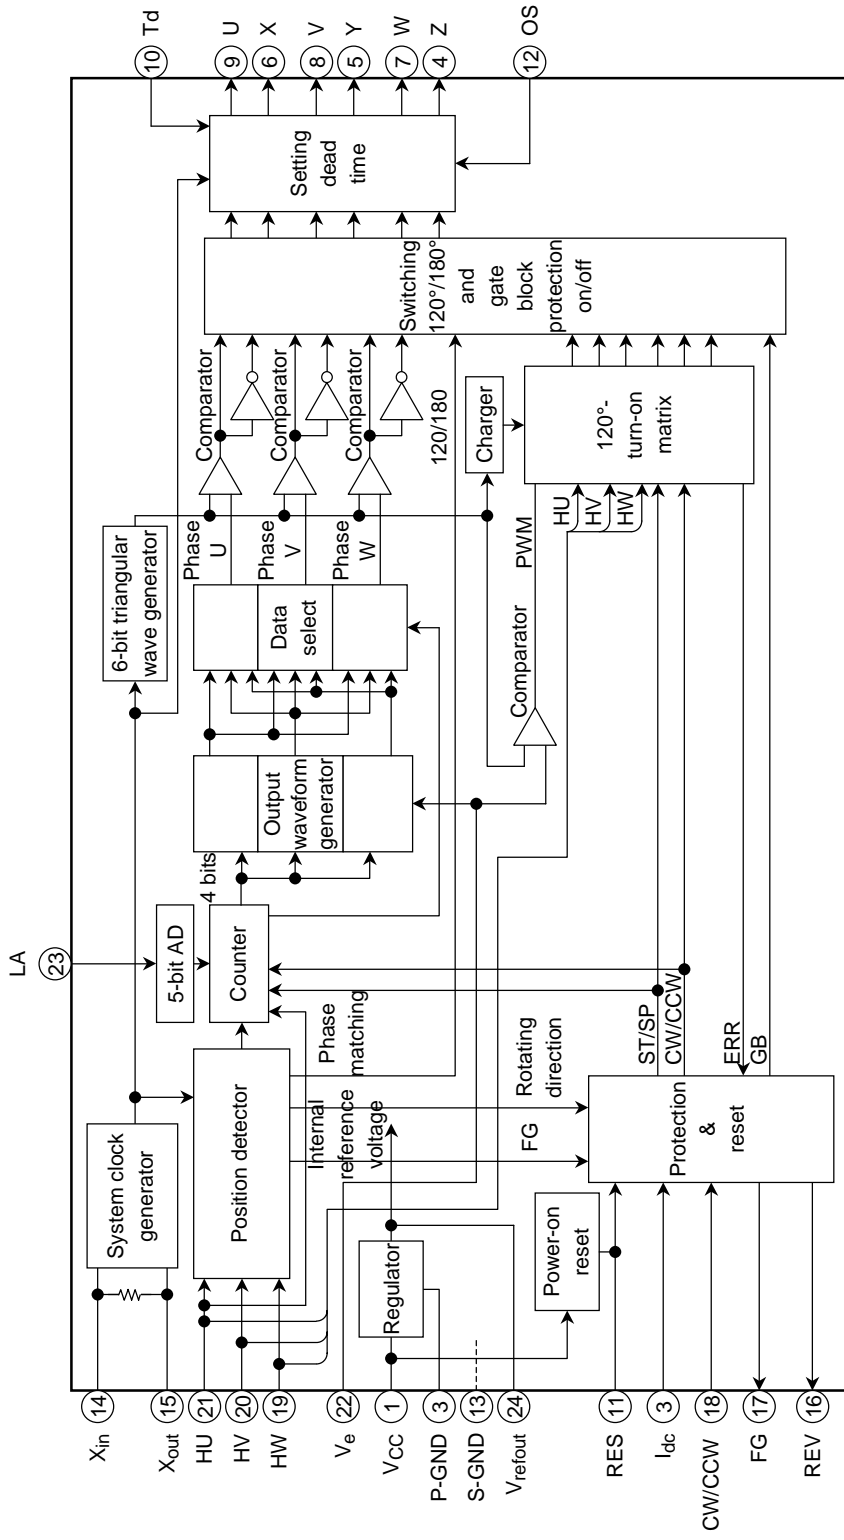 Td
10
U
9
X
6
V
8
Y
5
W
7
Z
4
OS
12
Setting
dead
time
Switching
120°/180°
and
gate
block
protection
on/off
Comparator
Comparator
Comparator
120/180
Charger
120°-
turn-on
matrix
6-bit triangular
wave generator
Phase
U
Phase
V
Phase
W
PWM
HU
HV
HW
Data
select
Comparator
Output
waveform
generator
4 bits
LA
23
5-bit AD
Counter
Phase
matching
ST/SP
CW/CCW
ERR
GB
System clock
generator
Position detector
Internal
reference
voltage
Rotating
direction
FG
Protection
&
reset
Regulator
Power-on
reset
14
Xin
15
Xout
21
HU
20
HV
19
HW
22
Ve
1
VCC
3
P-GND
13
S-GND
24
Vrefout
11
RES
3
Idc
18
CW/CCW
17
FG
16
REV